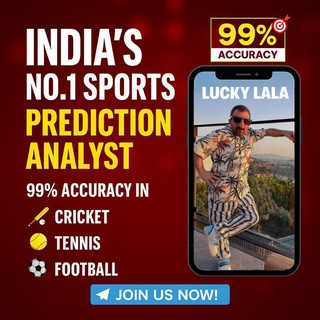 INDIA'S
NO.1 SPORTS
PREDICTION
ANALYST
99% ACCURACY IN
CRICKET
TENNIS
FOOTBALL
99%
ACCURACY
LUCKY LALA
JOIN US NOW!